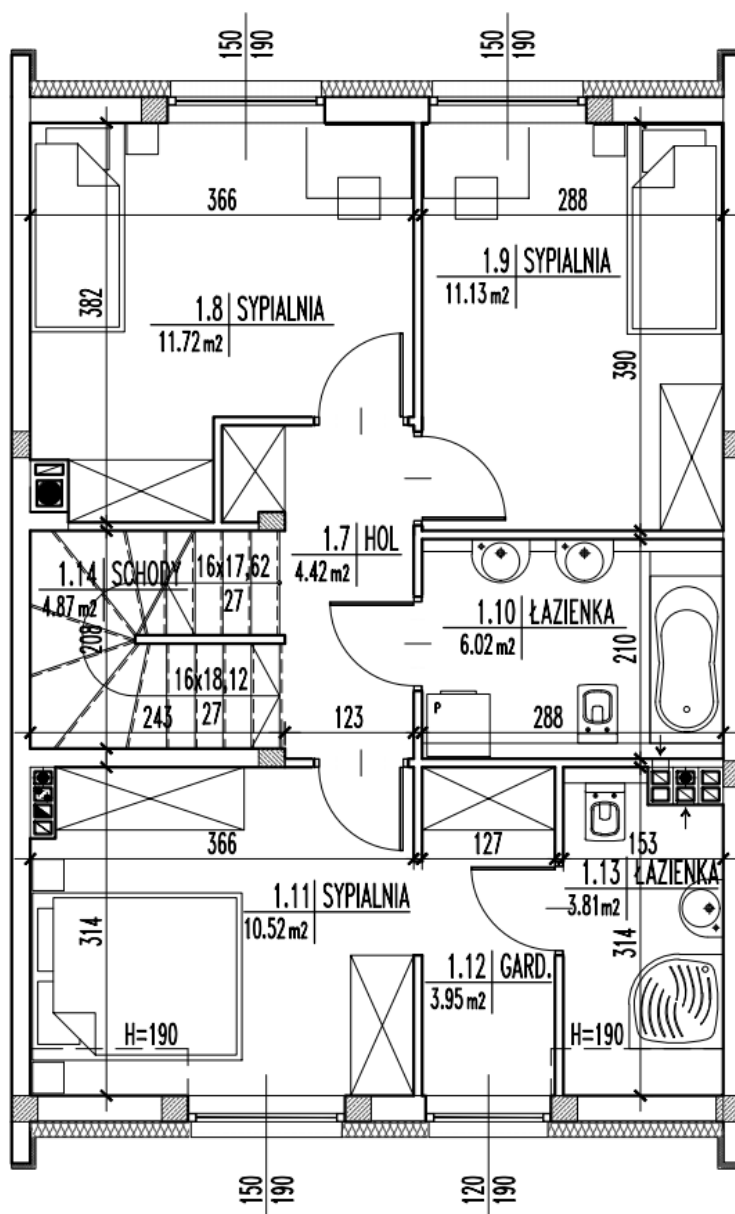 150
190
150
190
366
288
1.9 SYPIALNIA
11.13 m2
382
1.8 SYPIALNIA
11.72 m2
390
1.7 HOL
4.42 m2
1.14 SCHODY
4.87 m2
16x17,62
27
208
1.10 ŁAZIENKA
6.02 m2
210
16x18,12
27
243
123
288
P
366
127
153
1.13 ŁAZIENKA
3.81 m2
1.11 SYPIALNIA
10.52 m2
314
314
1.12 GARD.
3.95 m2
H=190
H=190
150
190
120
190